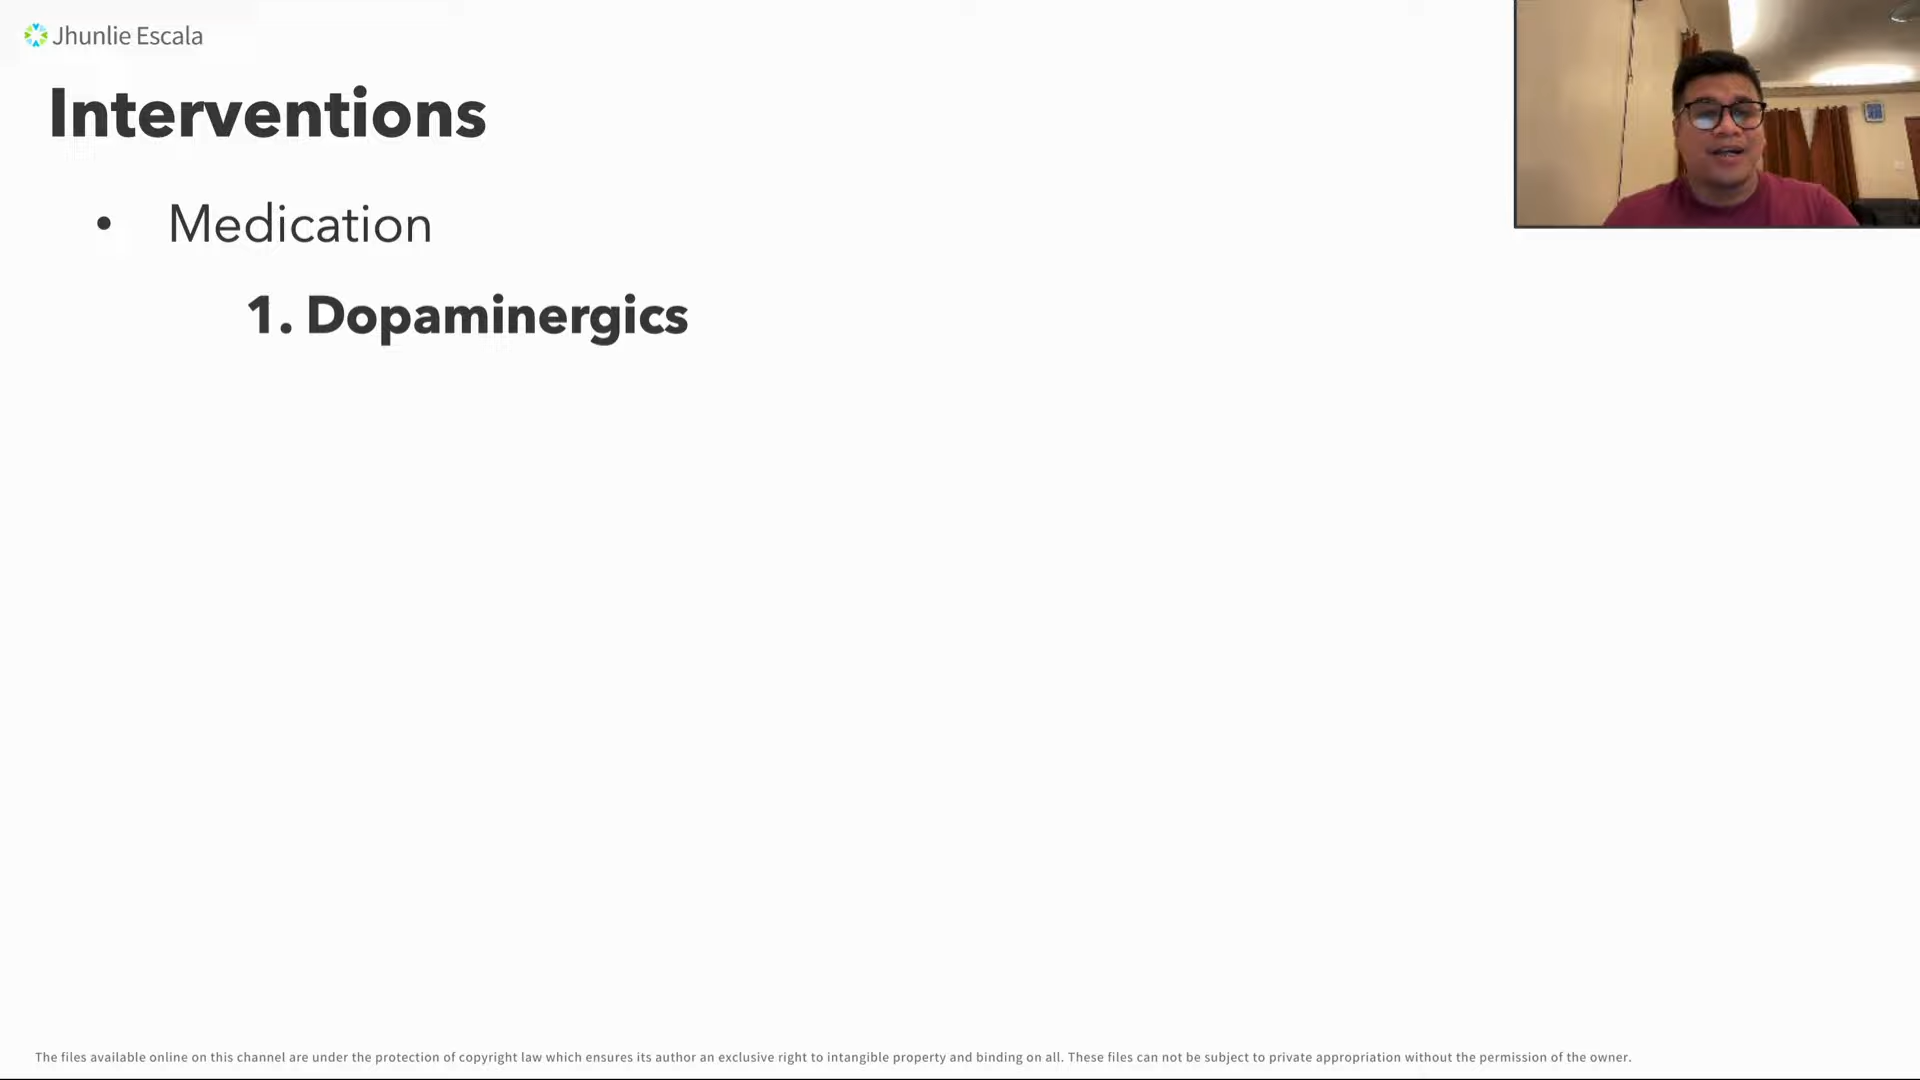 Jhunlie Escala
Interventions
• Medication
1. Dopaminergics
The files available online on this channel are under the protection of copyright law which ensures its author an exclusive right to intangible property and binding on all. These files can not be subject to private appropriation without the permission of the owner.